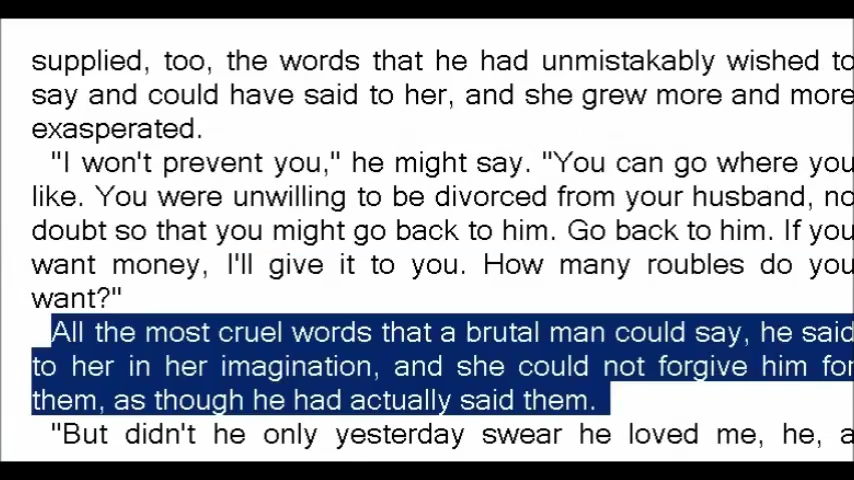 supplied, too, the words that he had unmistakably wished to
say and could have said to her, and she grew more and more
exasperated.
"I won't prevent you," he might say. "You can go where you
like. You were unwilling to be divorced from your husband, no
doubt so that you might go back to him. Go back to him. If you
want money, I'll give it to you. How many roubles do you
want?"
All the most cruel words that a brutal man could say, he said
to her in her imagination, and she could not forgive him for
them, as though he had actually said them.
"But didn't he only yesterday swear he loved me, he, a